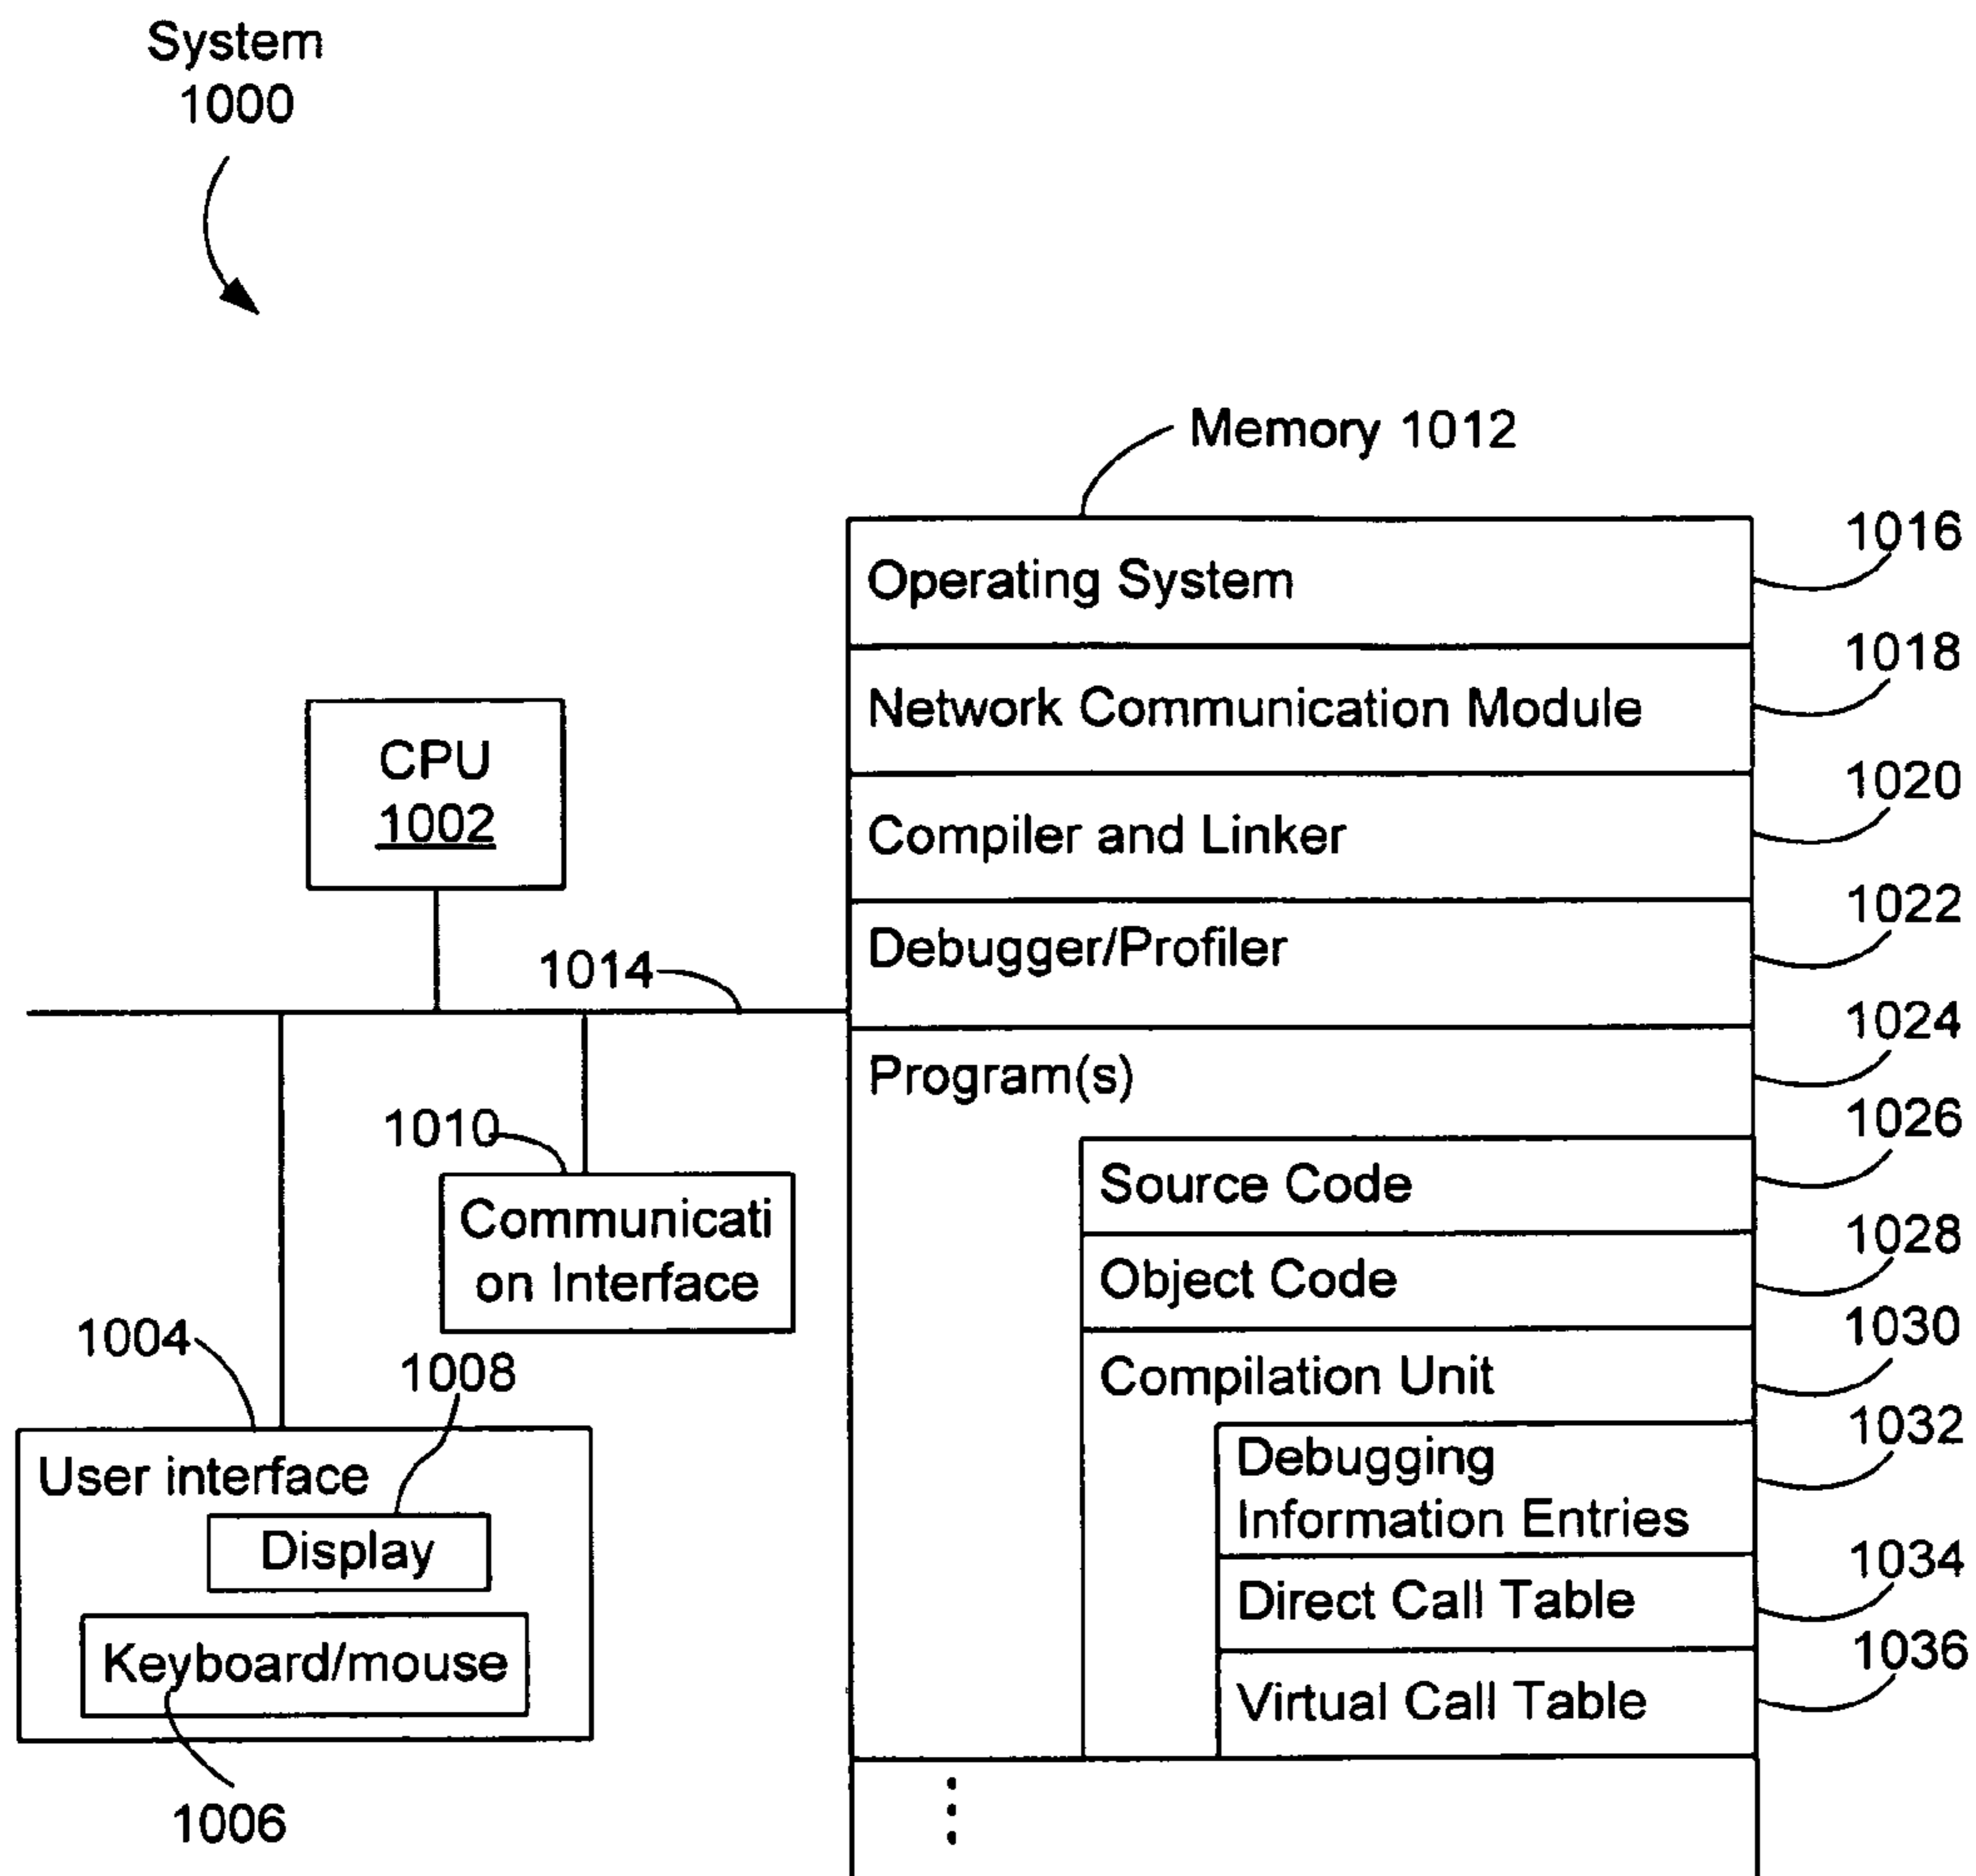 System
1000
Memory 1012
Operating System
1016
Network Communication Module
1018
Compiler and Linker
1020
Debugger/Profiler
1022
Program(s)
1024
Source Code
1026
Object Code
1028
Compilation Unit
1030
Debugging
Information Entries
1032
Direct Call Table
1034
Virtual Call Table
1036
CPU
1002
1014
1010
Communicati
on Interface
1004
1008
User interface
Display
Keyboard/mouse
1006